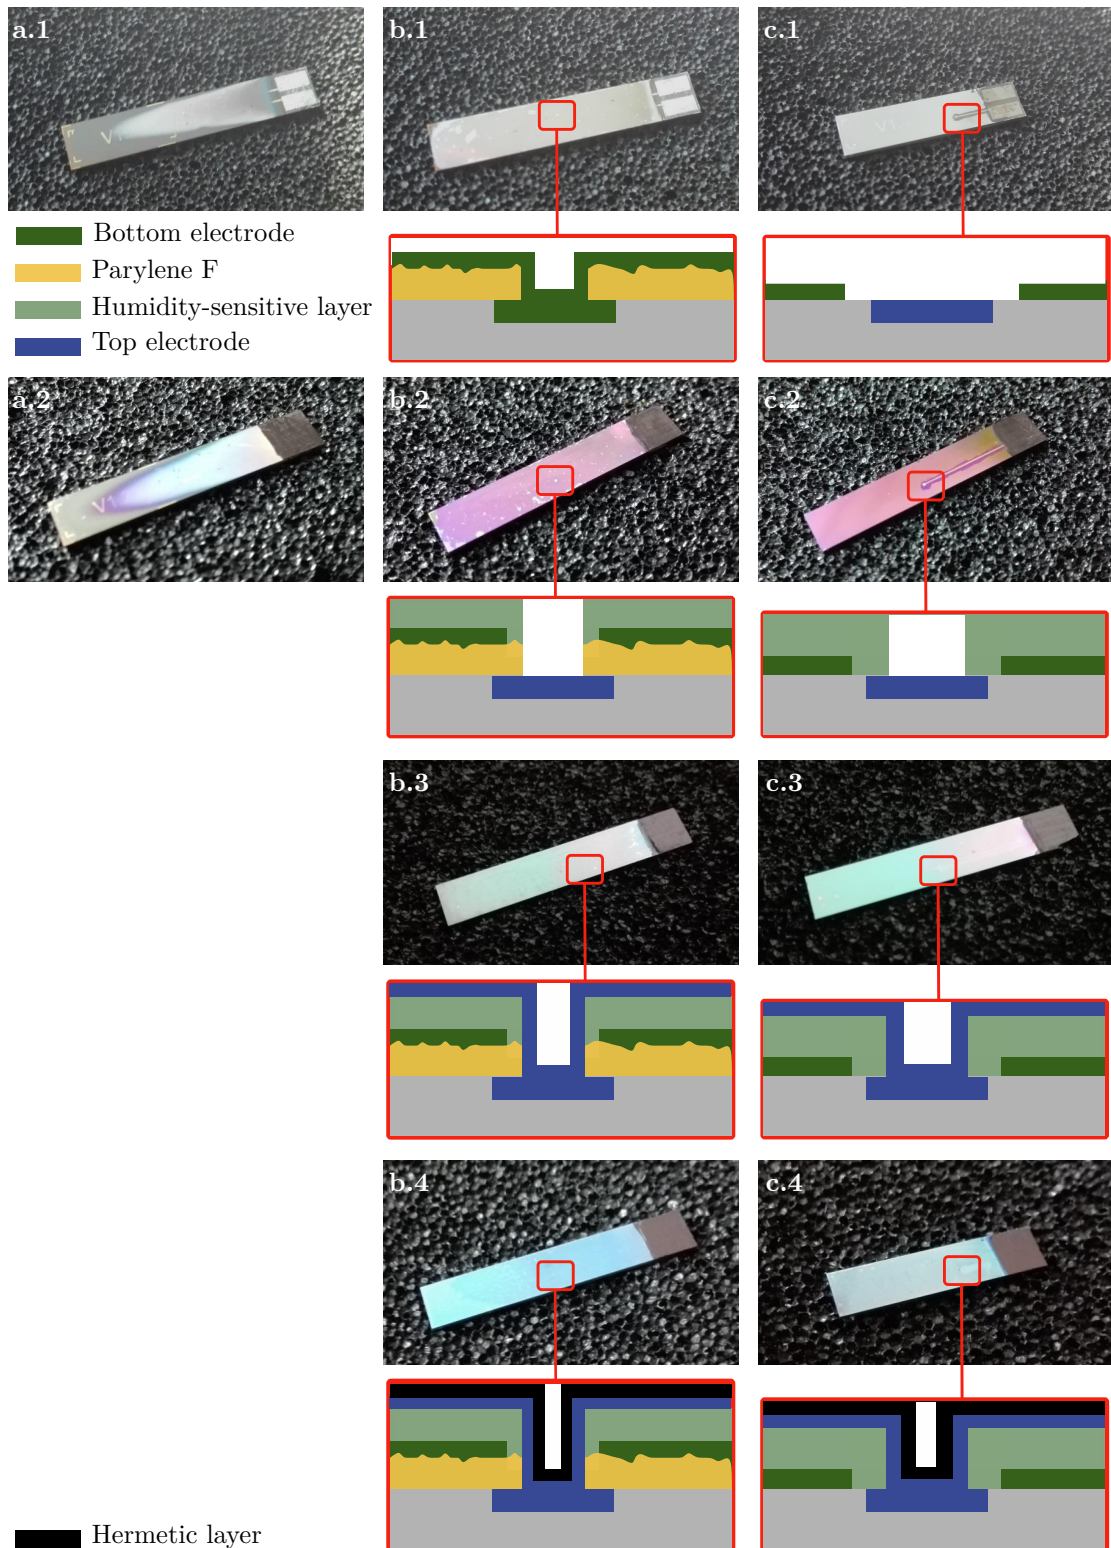 a.1
b.1
c.1
Bottom electrode
Parylene F
Humidity-sensitive layer
Top electrode
a.2
b.2
c.2
V1
b.3
c.3
b.4
c.4
Hermetic layer